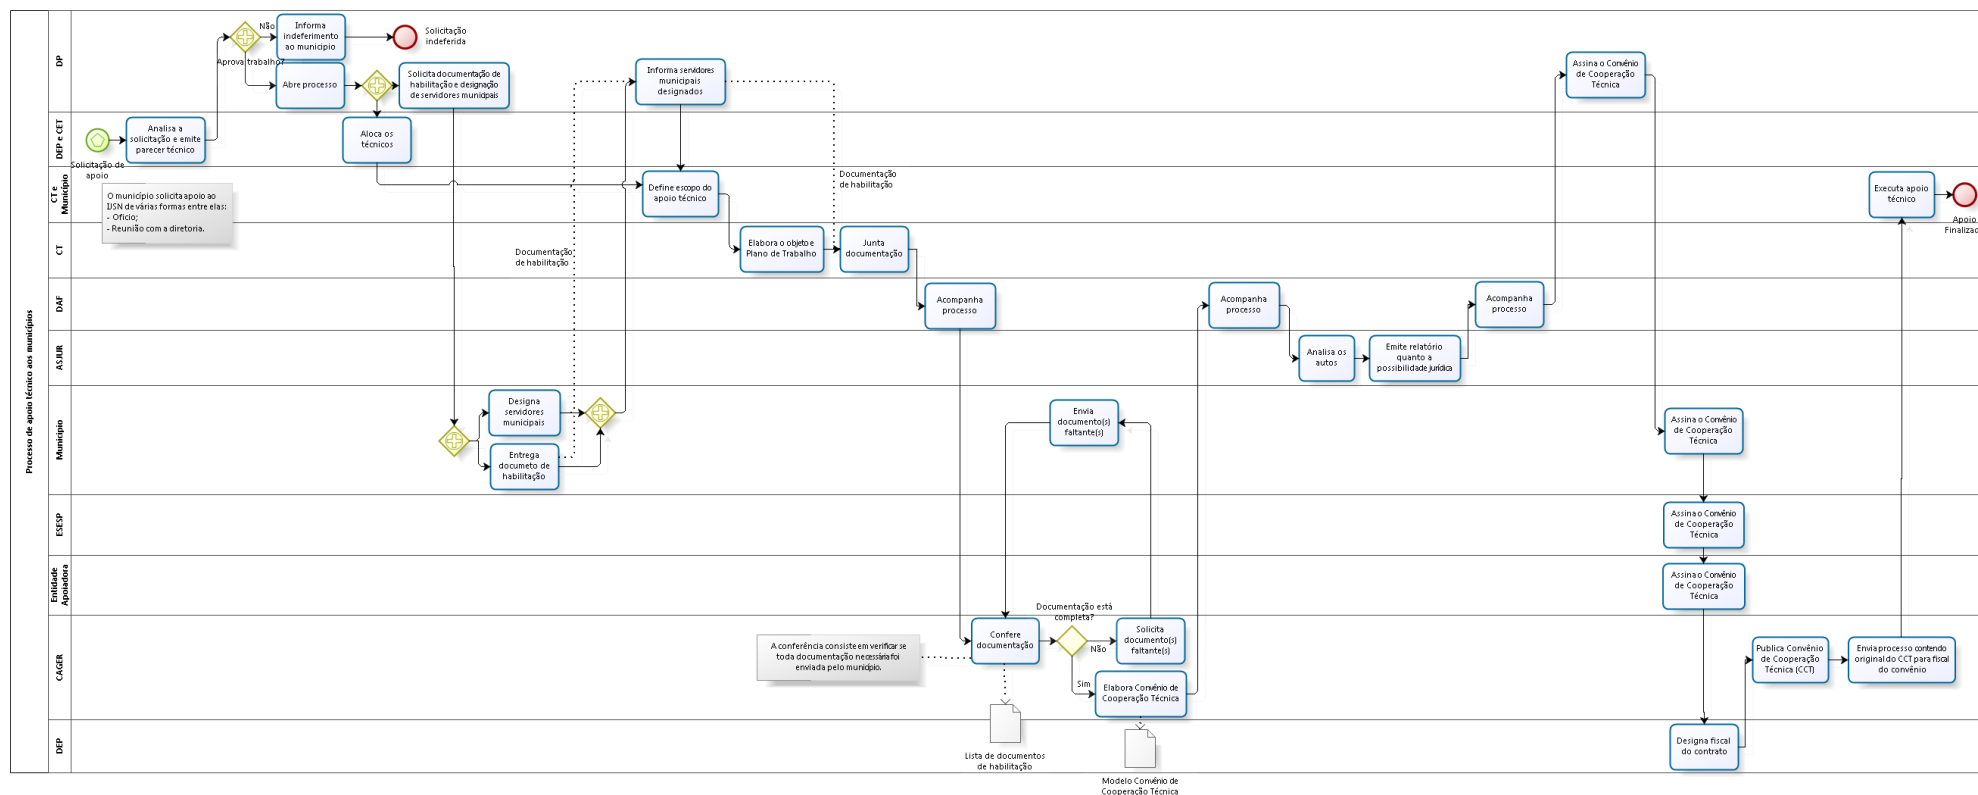 Processo de apoio técnico aos municípios
DP
Não
Aprova trabalho?
Informa
indeferimento
ao municipio
Solicitação
indeferida
Abre processo
Solicita documentação de
habilitação e designação
de servidores municipais
Informa servidores
municipais
designados
Assina o Convênio
de Cooperação
Técnica
DEP e CET
Solicitação de
apoio
Analisa a
solicitação e emite
parecer técnico
Aloca os
técnicos
CT e
Município
O município solicita apoio ao
IJSN de várias formas entre elas:
- Oficio;
- Reunião com a diretoria.
Define escopo do
apoio técnico
Documentação
de habilitação
Executa apoio
técnico
Apoio
Finalizad
CT
Documentação
de habilitação
Elabora o objeto e
Plano de Trabalho
Junta
documentação
DAF
Acompanha
processo
Acompanha
processo
Acompanha
processo
ASJUR
Analisa os
autos
Emite relatório
quanto a
possibilidade jurídica
Município
Designa
servidores
municipais
Entrega
documeto de
habilitação
Envia
documento(s)
faltante(s)
Assina o Convênio
de Cooperação
Técnica
ESESP
Assina o Convênio
de Cooperação
Técnica
Entidade
Apoiadora
Assina o Convênio
de Cooperação
Técnica
CAGER
A conferência consiste em verificar se
toda documentação necessária foi
enviada pelo município.
Confere
documentação
Documentação está
completa?
Não
Sim
Solicita
documento(s)
faltante(s)
Elabora Convênio de
Cooperação Técnica
Publica Convênio
de Cooperação
Técnica (CCT)
Envia processo contendo
original do CCT para fiscal
do convênio
DEP
Lista de documentos
de habilitação
Modelo Convênio de
Cooperação Técnica
Designa fiscal
do contrato